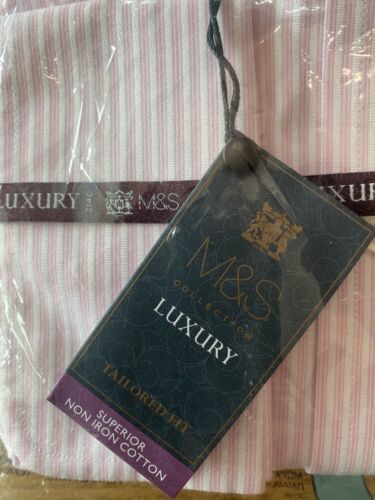 LUXURY
M&S
LUXURY
M&S
COLLECTION
LUXURY
TAILORED FIT
SUPERIOR
NON IRON COTTON